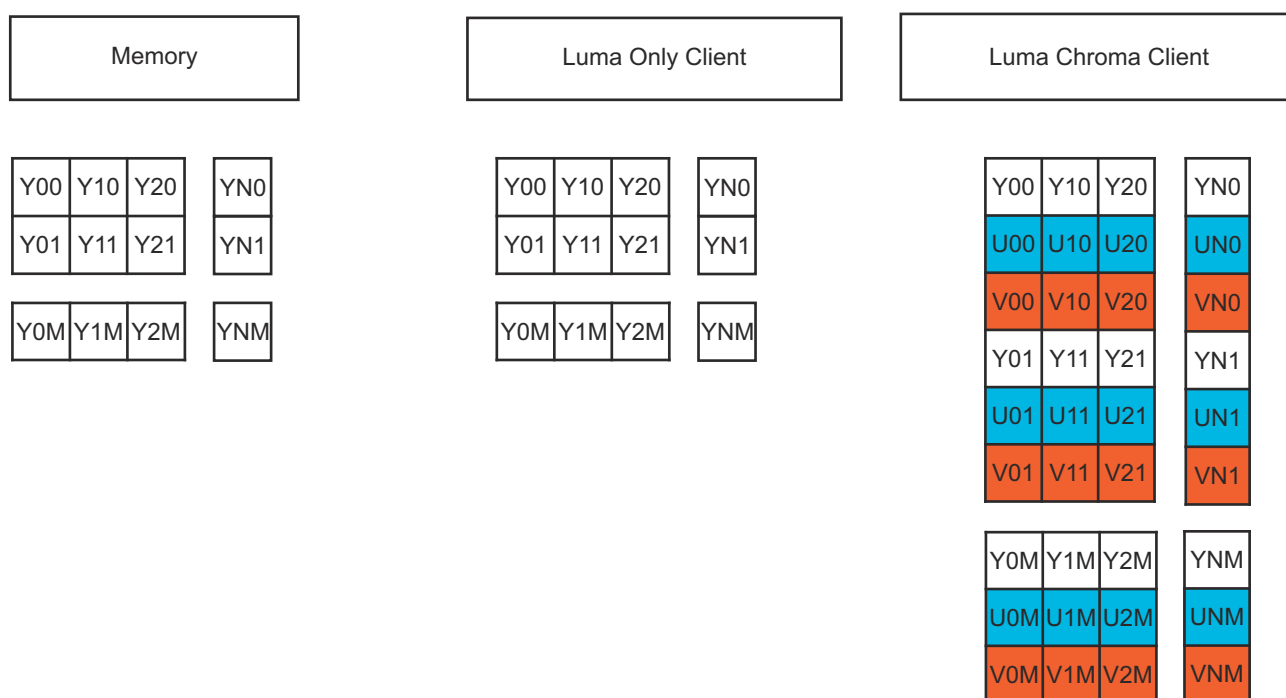 Memory
Luma Only Client
Luma Chroma Client
Y00 Y10 Y20 YN0
Y01 Y11 Y21 YN1
Y0M Y1M Y2M YNM
Y00 Y10 Y20 YN0
Y01 Y11 Y21 YN1
Y0M Y1M Y2M YNM
Y00 Y10 Y20 YN0
U00 U10 U20 UN0
V00 V10 V20 VN0
Y01 Y11 Y21 YN1
U01 U11 U21 UN1
V01 V11 V21 VN1
Y0M Y1M Y2M YNM
U0M U1M U2M UNM
V0M V1M V2M VNM